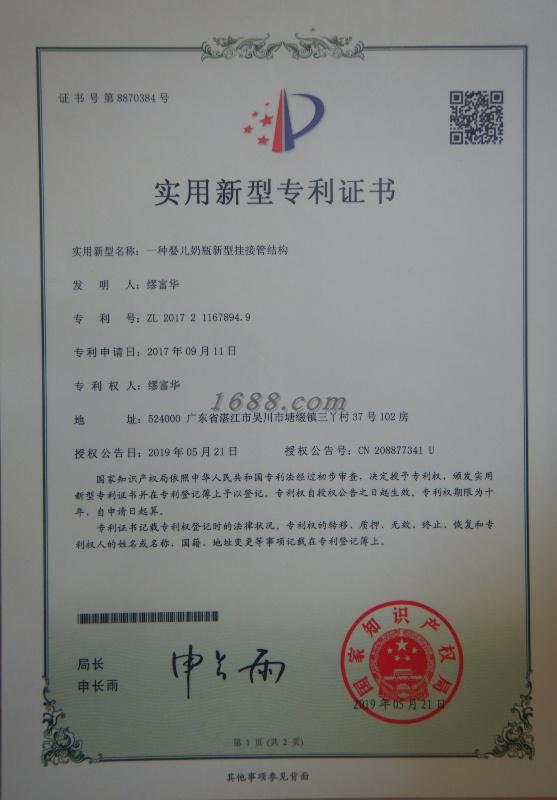 证书号第8870384号
实用新型专利证书
实用新型名称：一种婴儿奶瓶新型挂接管结构
发明人：缪富华
专利号：ZL 2017 2 1167894.9
专利申请日：2017年09月11日
专利权人：缪富华
1688.com
地址：524000 广东省湛江市吴川市塘㙍镇三丫村37号102房
授权公告日：2019年05月21日 授权公告号：CN 208877341 U
国家知识产权局依照中华人民共和国专利法经过初步审查，决定授予专利权，颁发实用
新型专利证书并在专利登记簿上予以登记。专利权自授权公告之日起生效。专利权期限为十
年，自申请日起算。
专利证书记载专利权登记时的法律状况。专利权的转移、质押、无效、终止、恢复和专
利权人的姓名或名称、国籍、地址变更等事项记载在专利登记簿上。
局长
申长雨
申长雨
国家知识产权局
2019年05月21日
第1页(共2页)
其他事项参见背面